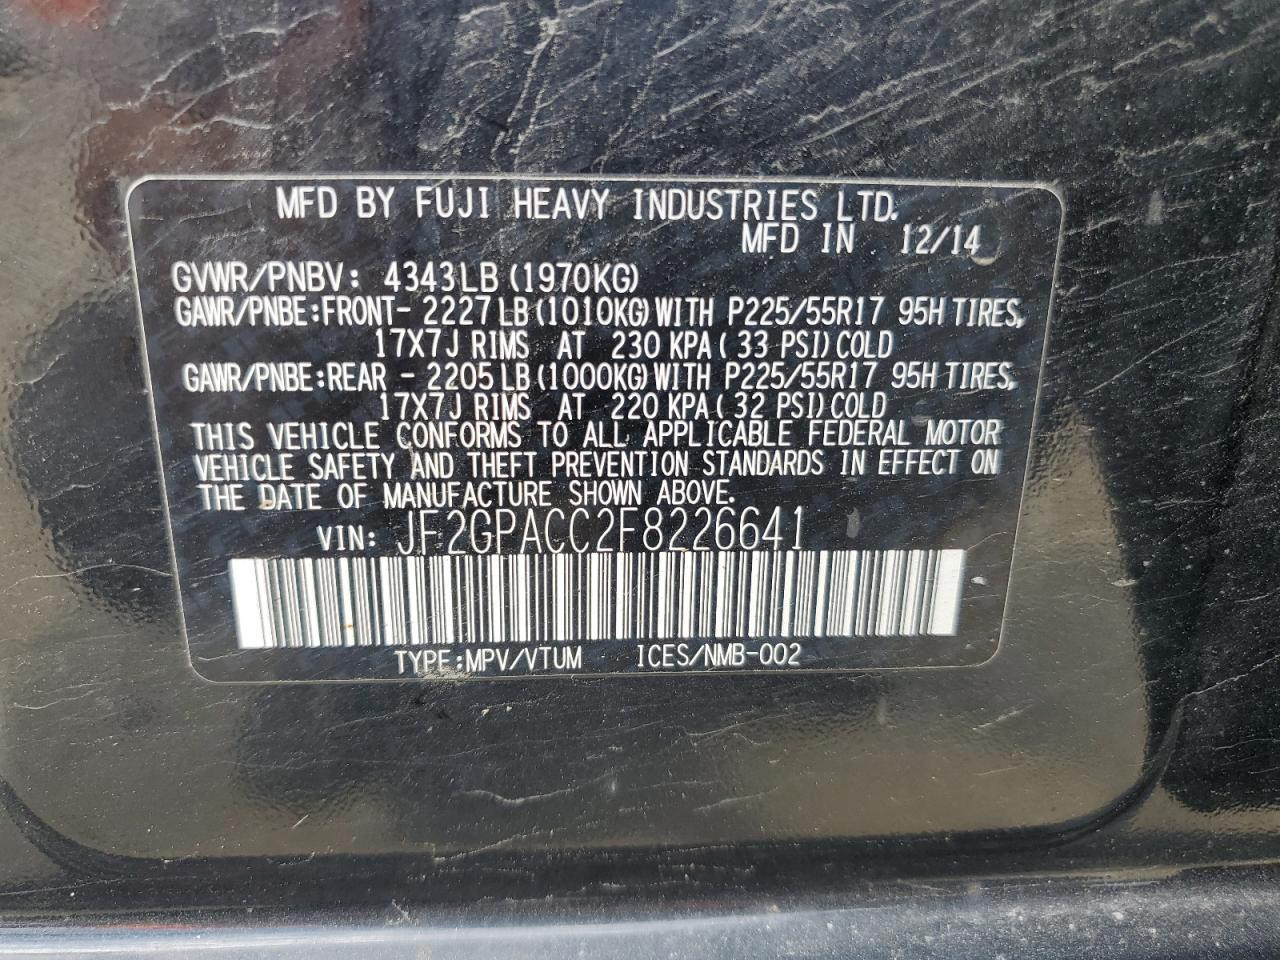 MFD BY FUJI HEAVY INDUSTRIES LTD.
MFD IN 12/14
GVWR/PNBV: 4343LB (1970KG)
GAWR/PNBE:FRONT- 2227 LB (1010KG) WITH P225/55R17 95H TIRES,
17X7J RIMS AT 230 KPA ( 33 PSI) COLD
GAWR/PNBE:REAR - 2205 LB (1000KG) WITH P225/55R17 95H TIRES,
17X7J RIMS AT 220 KPA ( 32 PSI) COLD
THIS VEHICLE CONFORMS TO ALL APPLICABLE FEDERAL MOTOR
VEHICLE SAFETY AND THEFT PREVENTION STANDARDS IN EFFECT ON
THE DATE OF MANUFACTURE SHOWN ABOVE.
VIN: JF2GPACC2F8226641
TYPE:MPV/VTUM ICES/NMB-002